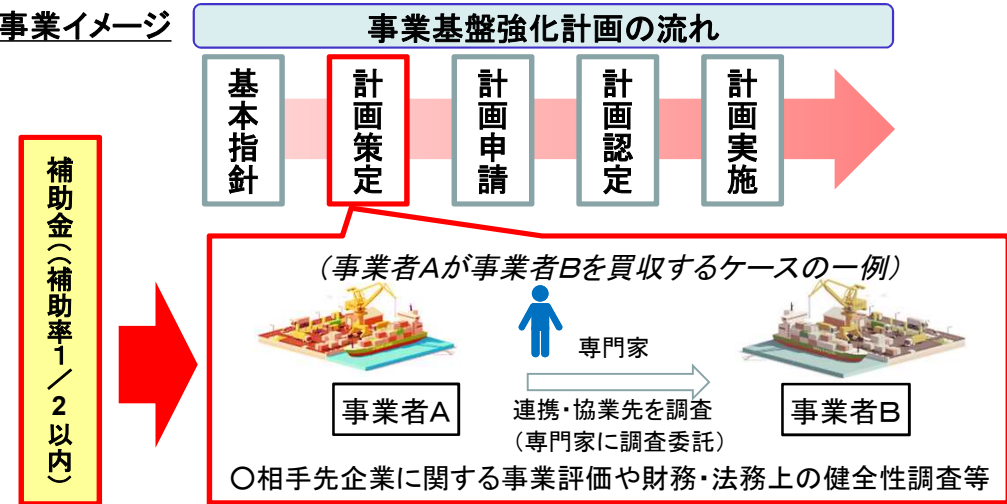 事業イメージ
事業基盤強化計画の流れ
基本指針
計画策定
計画申請
計画認定
計画実施
補助金（（補助率１／２以内）
（事業者Ａが事業者Ｂを買収するケースの一例）
専門家
事業者Ａ
連携・協業先を調査
（専門家に調査委託）
事業者Ｂ
〇相手先企業に関する事業評価や財務・法務上の健全性調査等